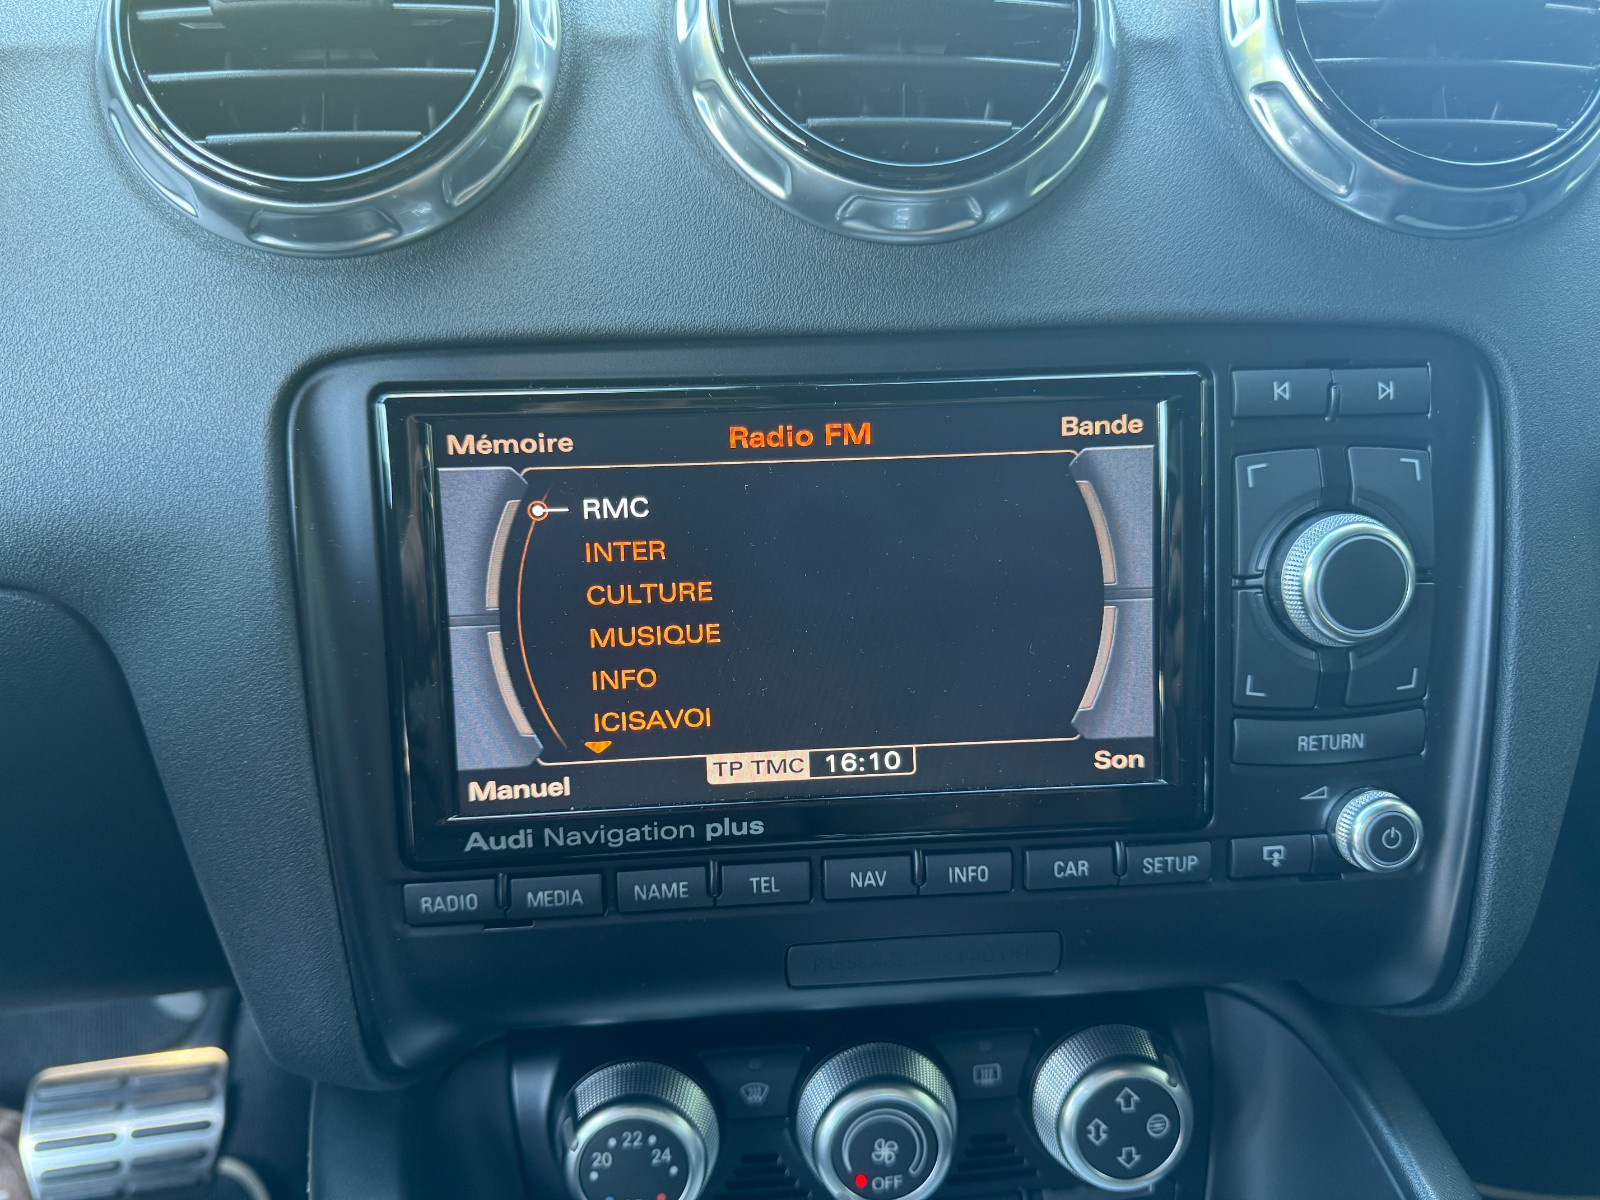 Mémoire Radio FM Bande
RMC
INTER
CULTURE
MUSIQUE
INFO
ICISAVOI
Manuel TP TMC 16:10 Son
RETURN
Audi Navigation plus
RADIO MEDIA NAME TEL NAV INFO CAR SETUP
20 22 24
OFF